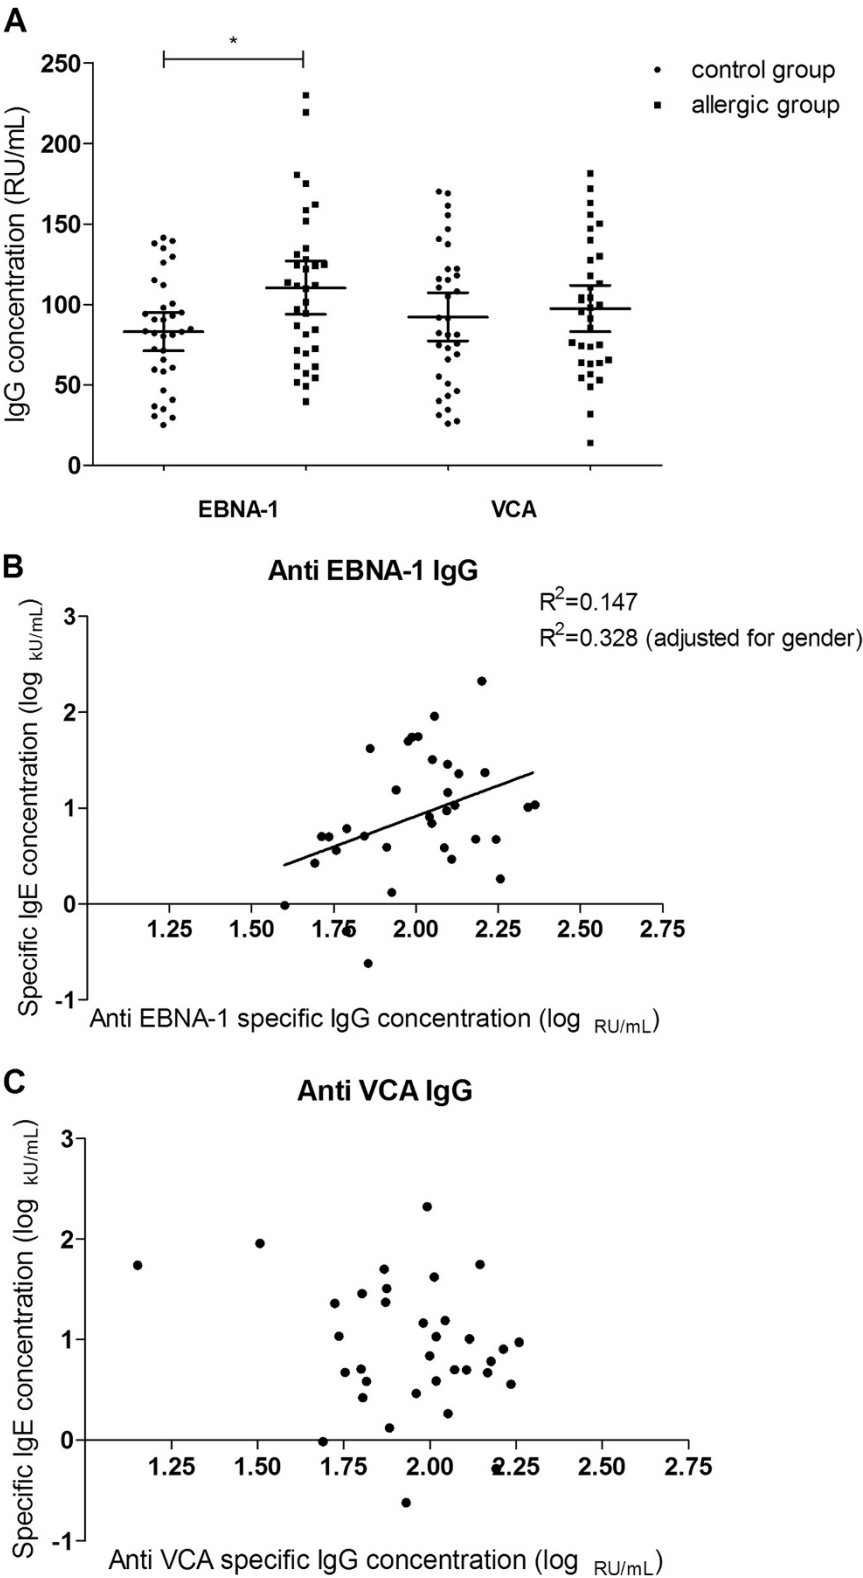 A
*
250
200
150
100
50
0
IgG concentration (RU/mL)
control group
allergic group
EBNA-1
VCA
B
Anti EBNA-1 IgG
R²=0.147
R²=0.328 (adjusted for gender)
3
2
1
0
-1
Specific IgE concentration (log kU/mL)
1.25 1.50 1.75 2.00 2.25 2.50 2.75
Anti EBNA-1 specific IgG concentration (log RU/mL)
C
Anti VCA IgG
3
2
1
0
-1
Specific IgE concentration (log kU/mL)
1.25 1.50 1.75 2.00 2.25 2.50 2.75
Anti VCA specific IgG concentration (log RU/mL)